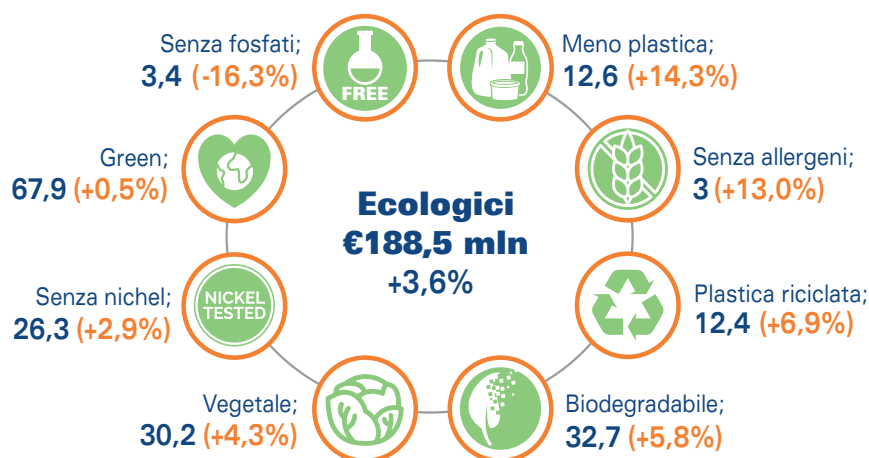 Senza fosfati;
3,4 (-16,3%)
FREE
Meno plastica;
12,6 (+14,3%)
Green;
67,9 (+0,5%)
Senza allergeni;
3 (+13,0%)
Ecologici
€188,5 mln
+3,6%
Senza nichel;
26,3 (+2,9%)
NICKEL
TESTED
Plastica riciclata;
12,4 (+6,9%)
Vegetale;
30,2 (+4,3%)
Biodegradabile;
32,7 (+5,8%)